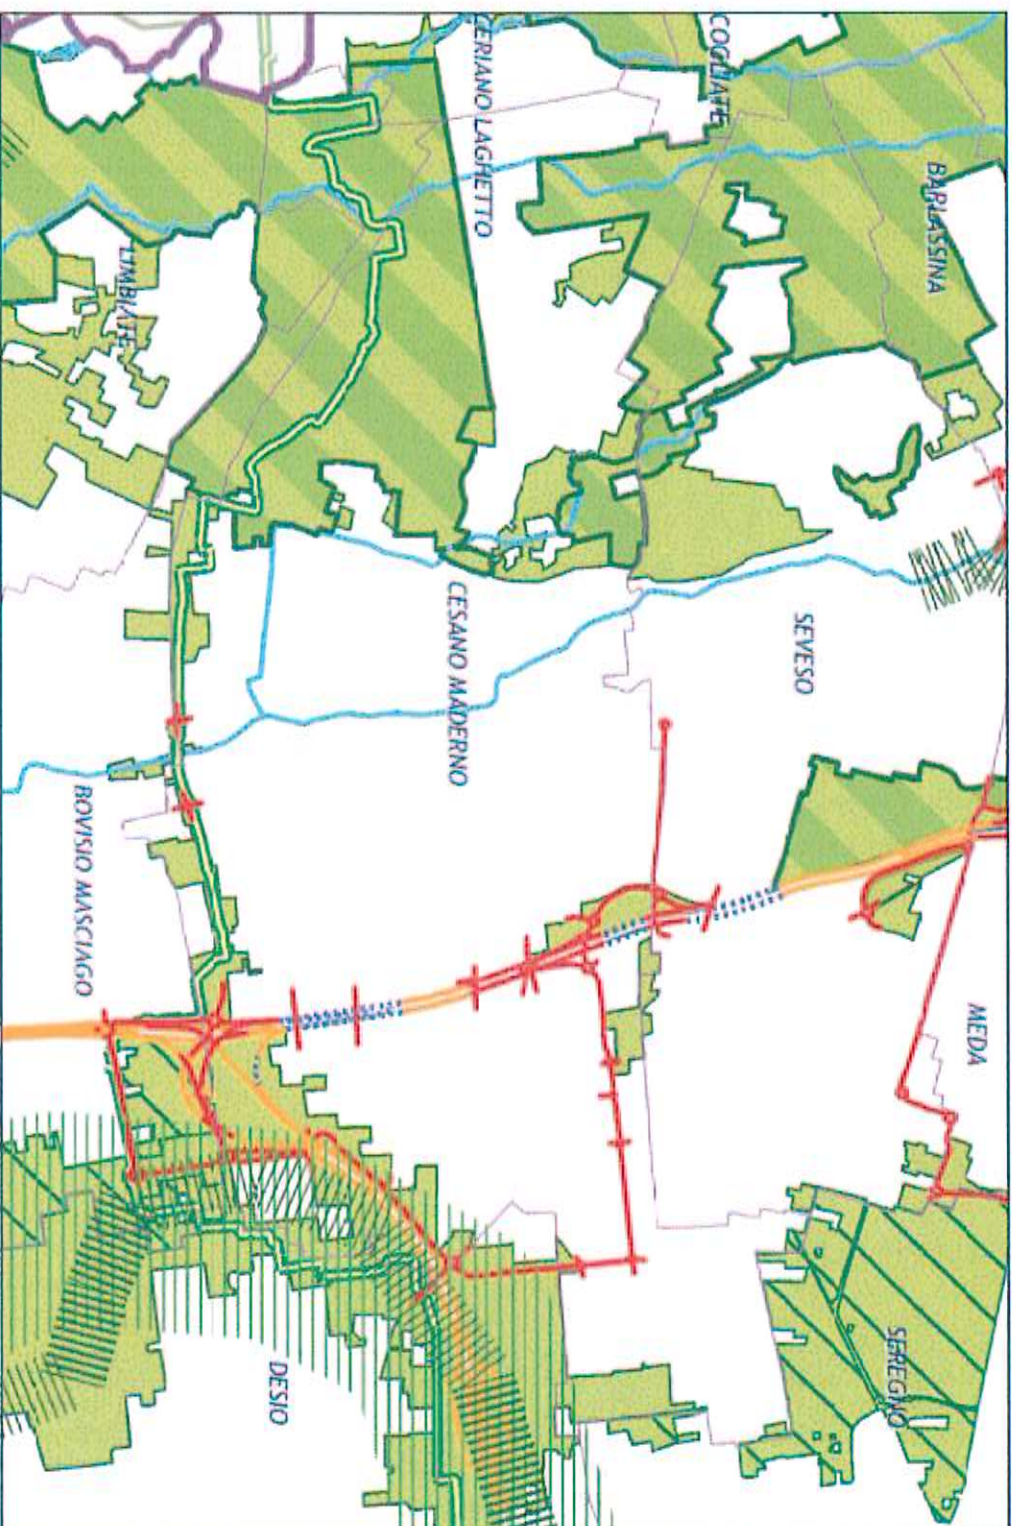 COGLIATE
CERIANO LAGHETTO
BARLASSINA
LIMBIATE
SEVESO
CESANO MADERNO
BOVISIO MASCIAGO
MEDA
SEREGNO
DESIO